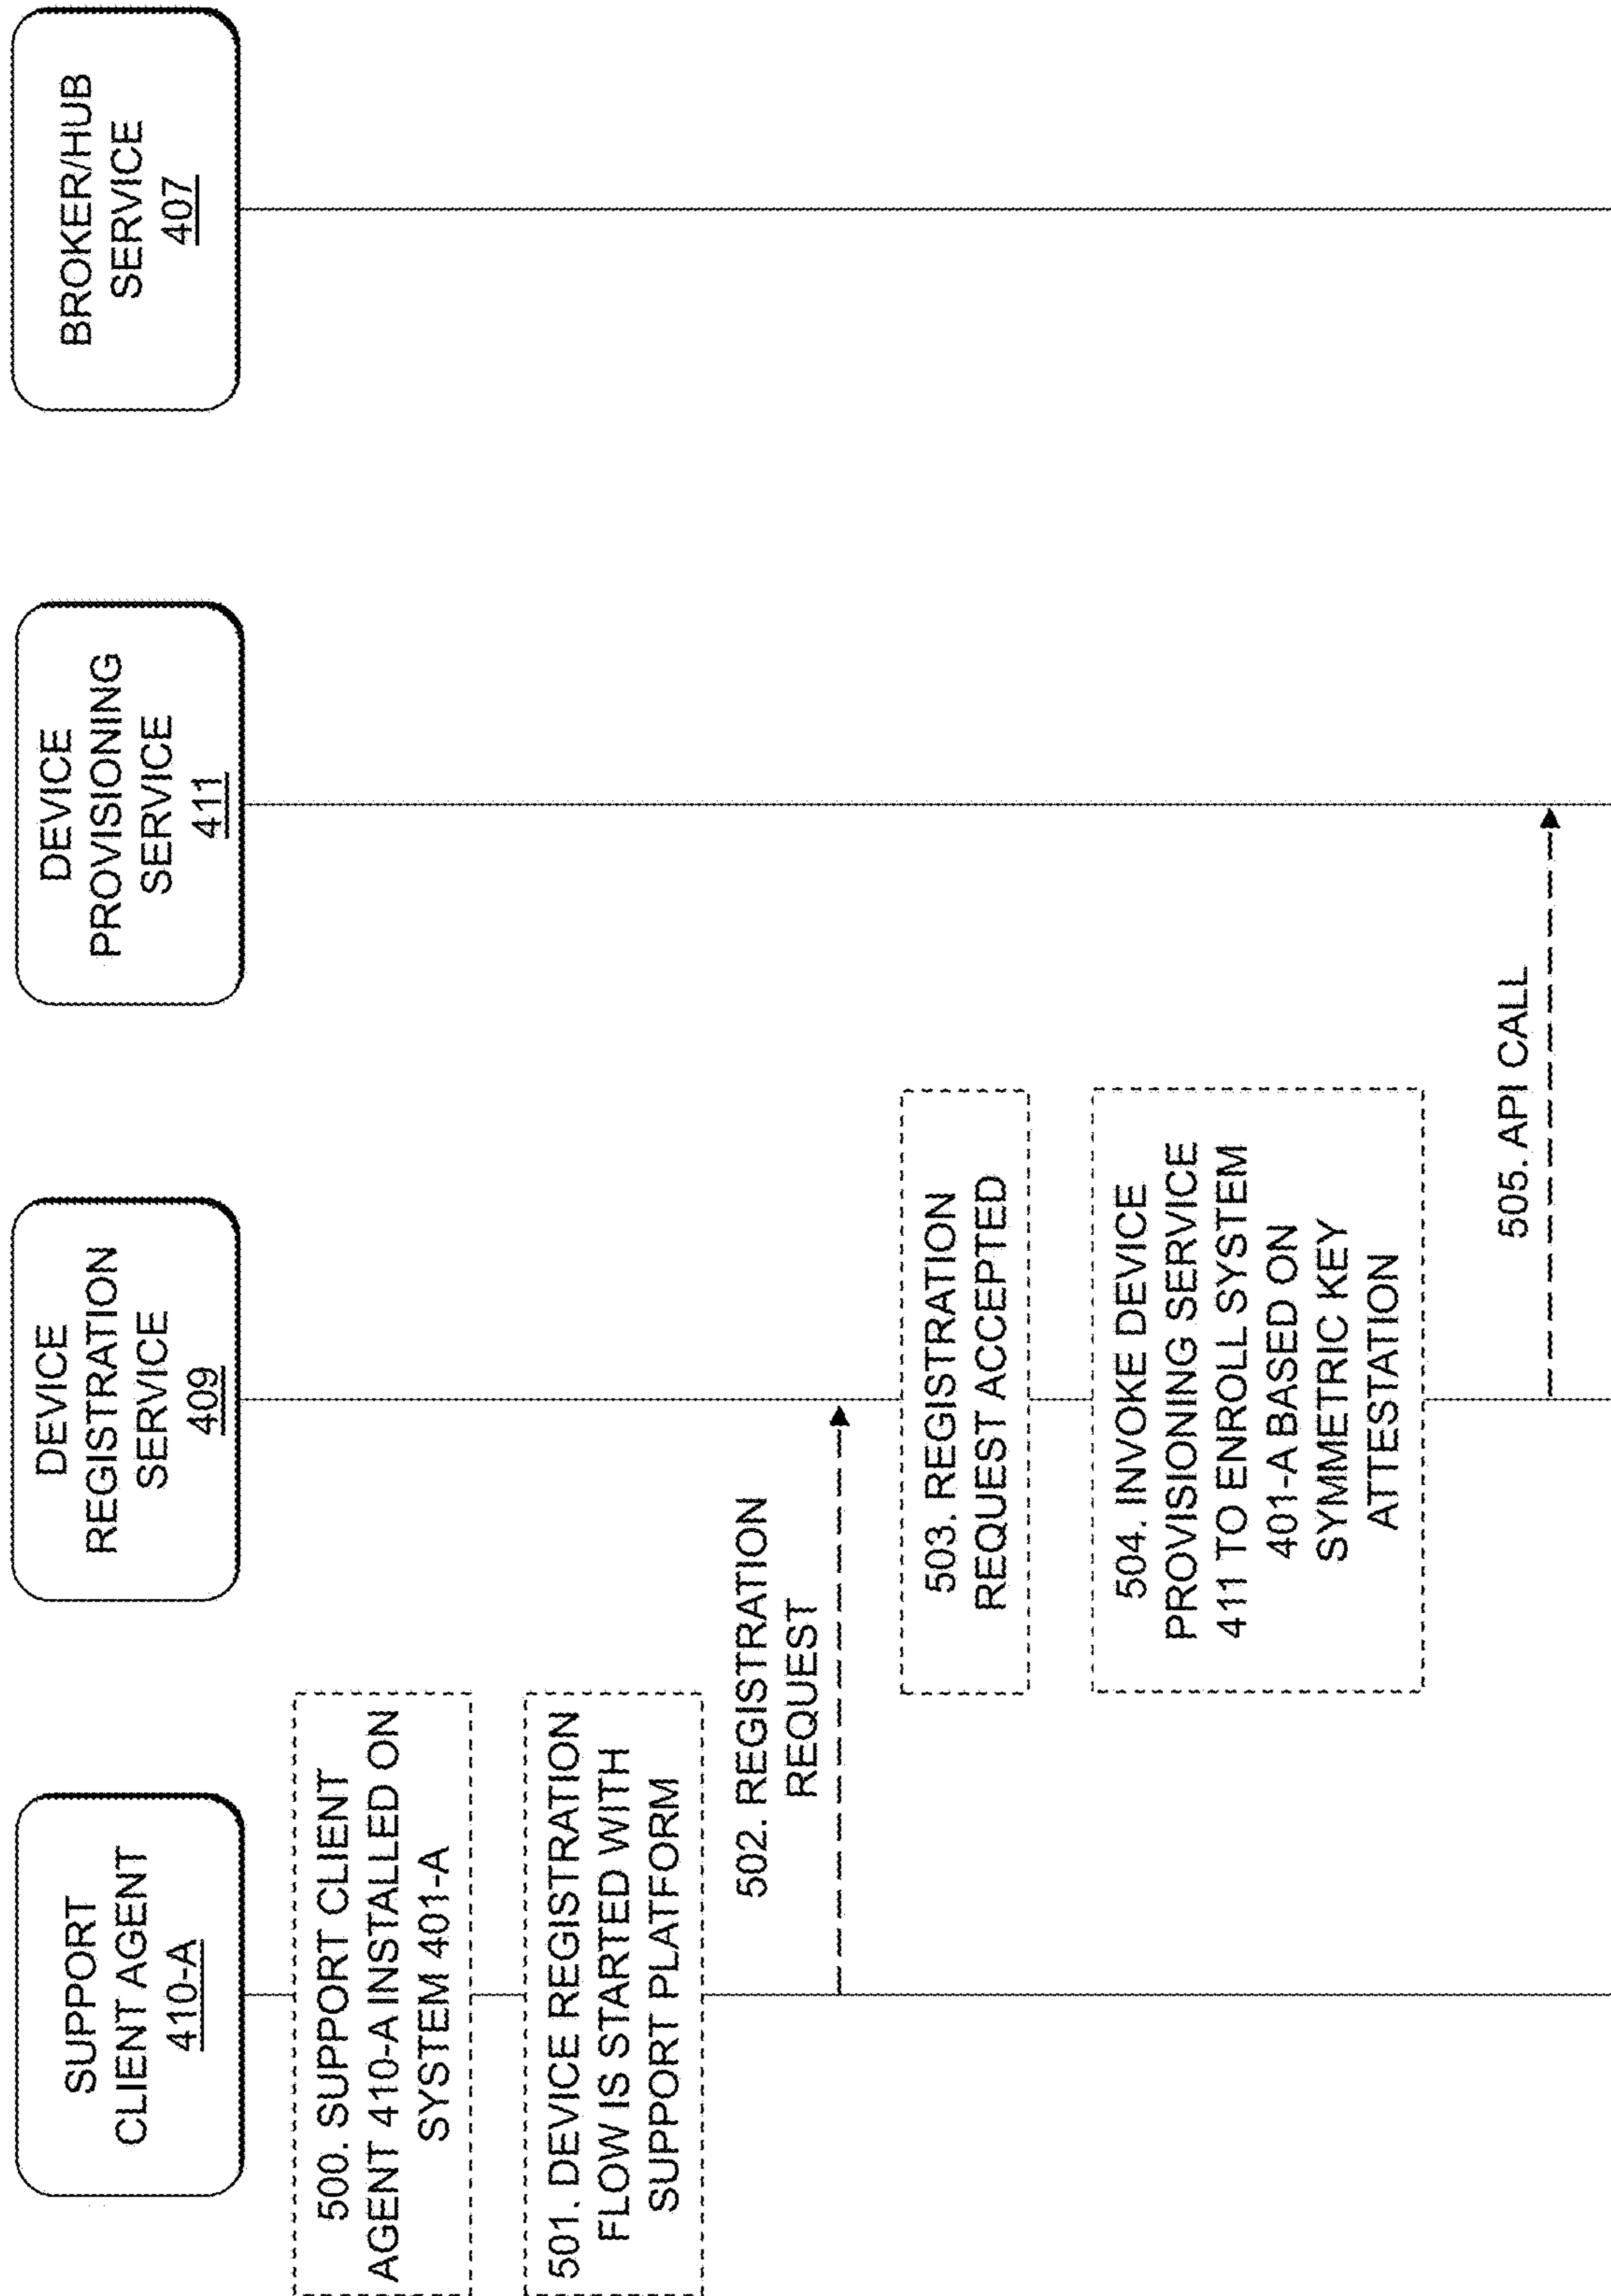 SUPPORT
CLIENT AGENT
410-A
DEVICE
REGISTRATION
SERVICE
409
DEVICE
PROVISIONING
SERVICE
411
BROKER/HUB
SERVICE
407
500. SUPPORT CLIENT
AGENT 410-A INSTALLED ON
SYSTEM 401-A
501. DEVICE REGISTRATION
FLOW IS STARTED WITH
SUPPORT PLATFORM
502. REGISTRATION
REQUEST
503. REGISTRATION
REQUEST ACCEPTED
504. INVOKE DEVICE
PROVISIONING SERVICE
411 TO ENROLL SYSTEM
401-A BASED ON
SYMMETRIC KEY
ATTESTATION
505. API CALL